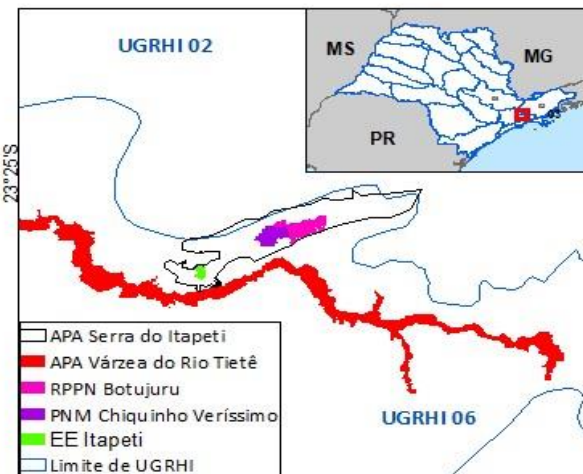 UGRHI 02
MS
MG
PR
23°25'S
APA Serra do Itapeti
APA Várzea do Rio Tietê
RPPN Botujuru
PNM Chiquinho Veríssimo
EE Itapeti
Limite de UGRHI
UGRHI 06